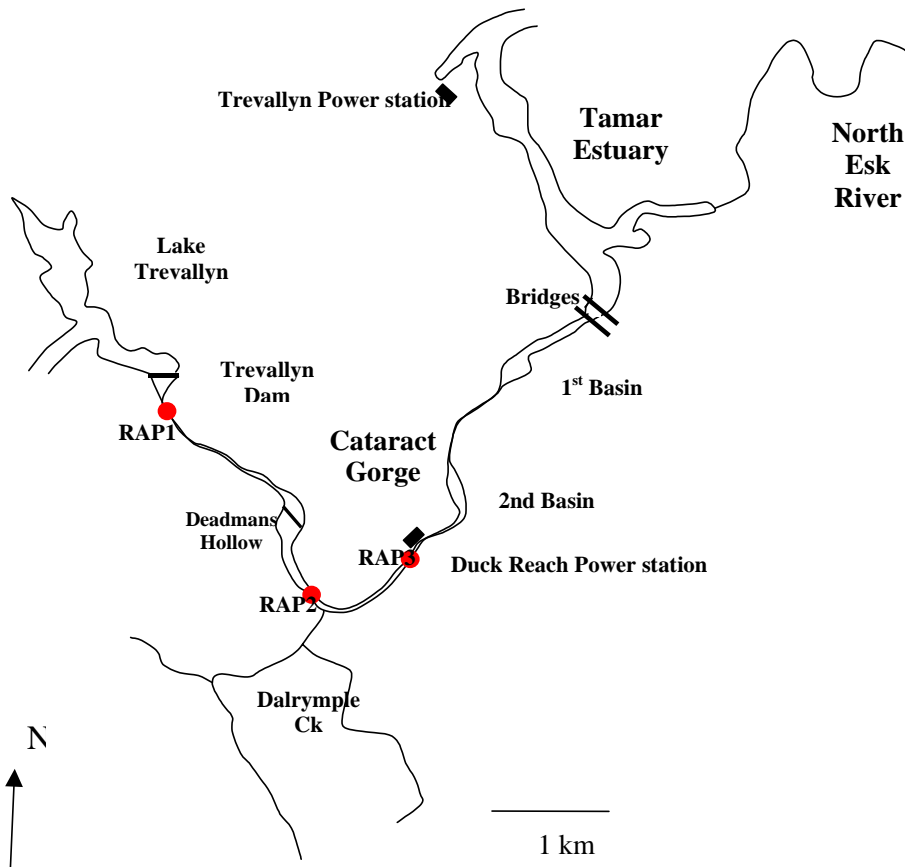 Trevallyn Power station
Tamar
Estuary
North
Esk
River
Lake
Trevallyn
Bridges
Trevallyn
Dam
1st Basin
RAP1
Cataract
Gorge
2nd Basin
Deadmans
Hollow
RAP3
Duck Reach Power station
RAP2
Dalrymple
Ck
N
1 km